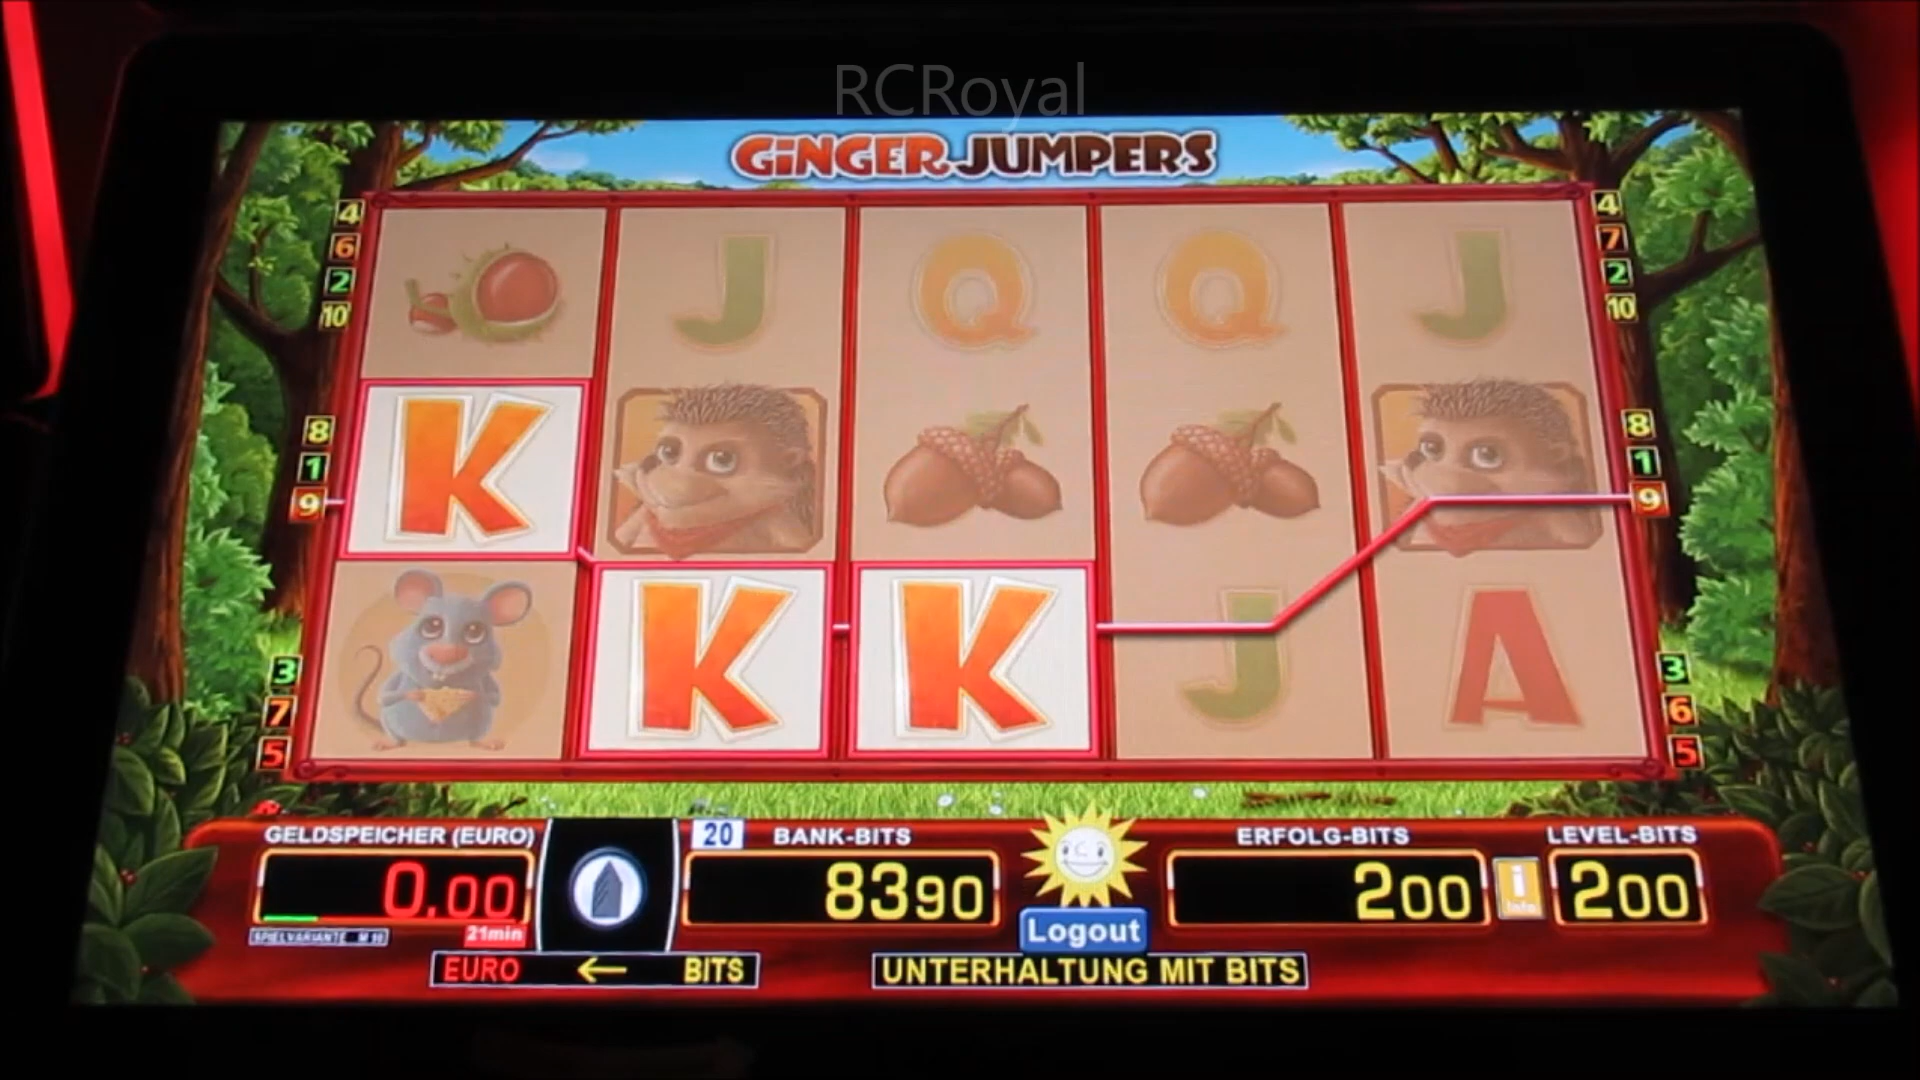 RCRoyal
GiNGER JUMPERS
4 4
6 7
2 2
10 10
J Q Q J
8 8
1 1
9 9
K
3 3
7 6
5 5
K K J A
GELDSPEICHER (EURO) 20 BANK-BITS ERFOLG-BITS LEVEL-BITS
0.00 8390 200 i 200
21min
Logout
EURO ← BITS UNTERHALTUNG MIT BITS